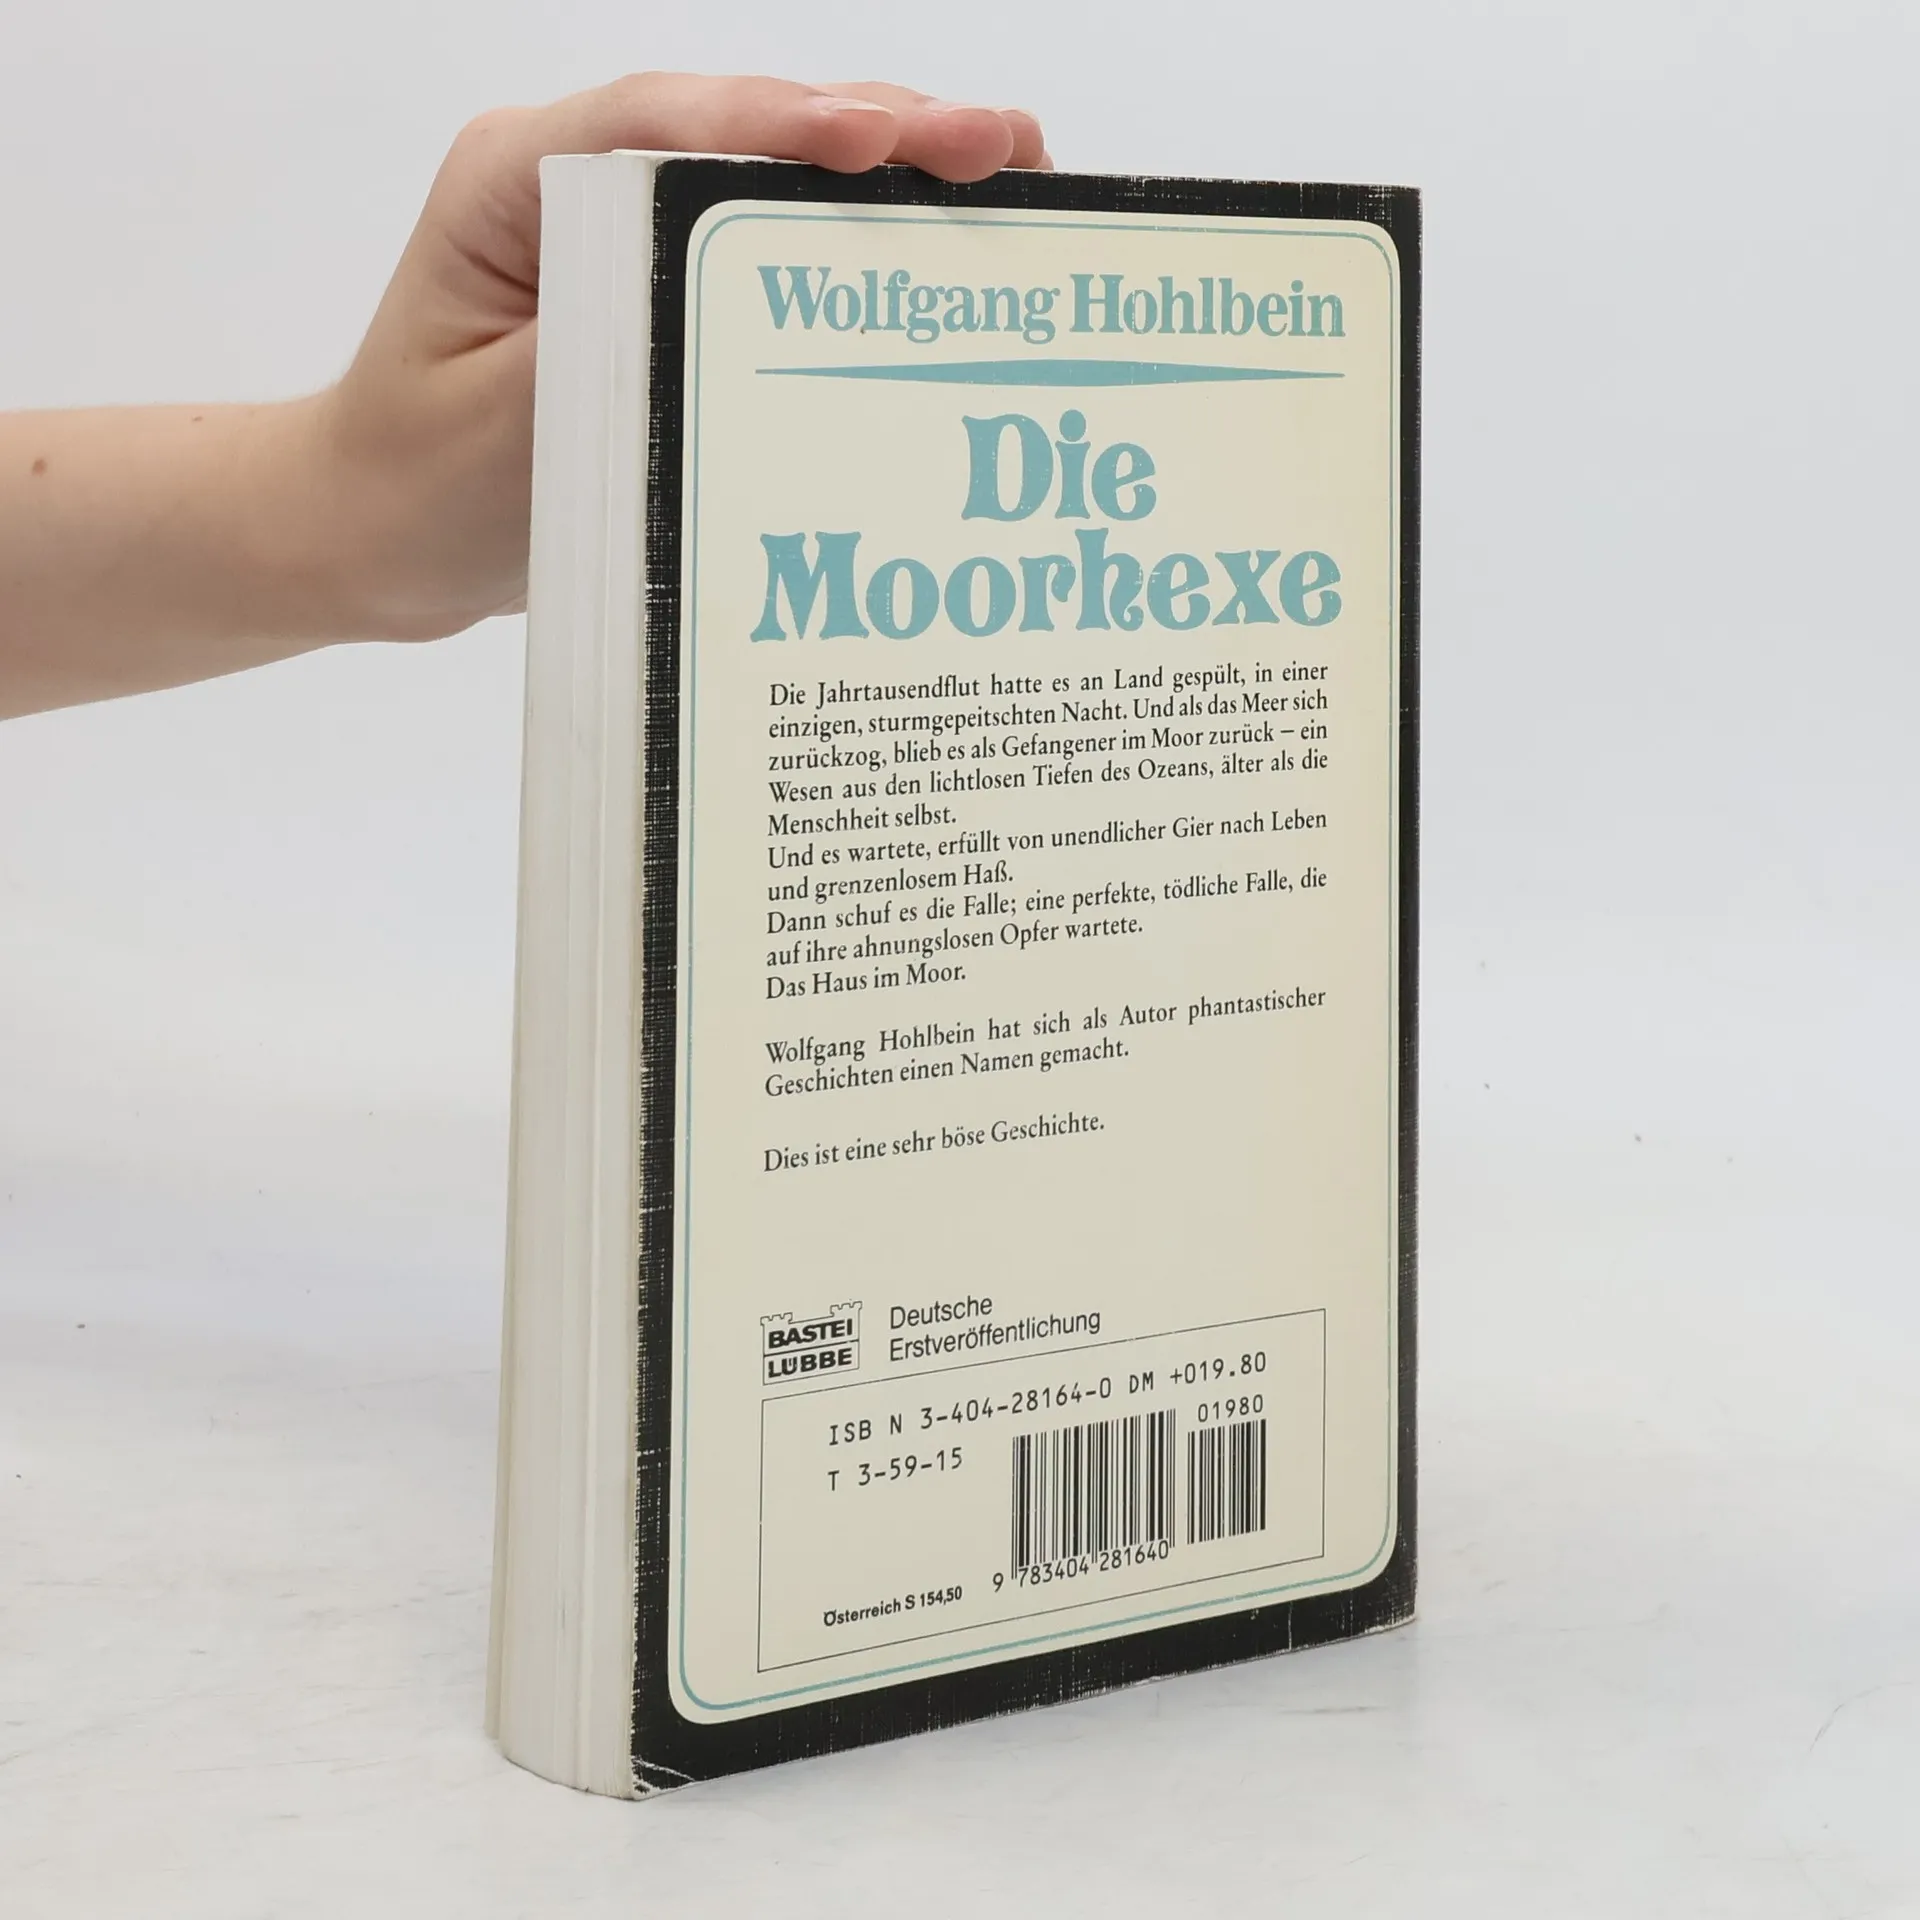 Wolfgang Hohlbein
Die
Moorhexe
Die Jahrtausendflut hatte es an Land gespült, in einer
einzigen, sturmgepeitschten Nacht. Und als das Meer sich
zurückzog, blieb es als Gefangener im Moor zurück – ein
Wesen aus den lichtlosen Tiefen des Ozeans, älter als die
Menschheit selbst.
Und es wartete, erfüllt von unendlicher Gier nach Leben
und grenzenlosem Haß.
Dann schuf es die Falle; eine perfekte, tödliche Falle, die
auf ihre ahnungslosen Opfer wartete.
Das Haus im Moor.
Wolfgang Hohlbein hat sich als Autor phantastischer
Geschichten einen Namen gemacht.
Dies ist eine sehr böse Geschichte.
BASTEI
LÜBBE
Deutsche
Erstveröffentlichung
ISB N 3-404-28164-0 DM +019.80
T 3-59-15
01980
9 783404 281640
Österreich S 154,50